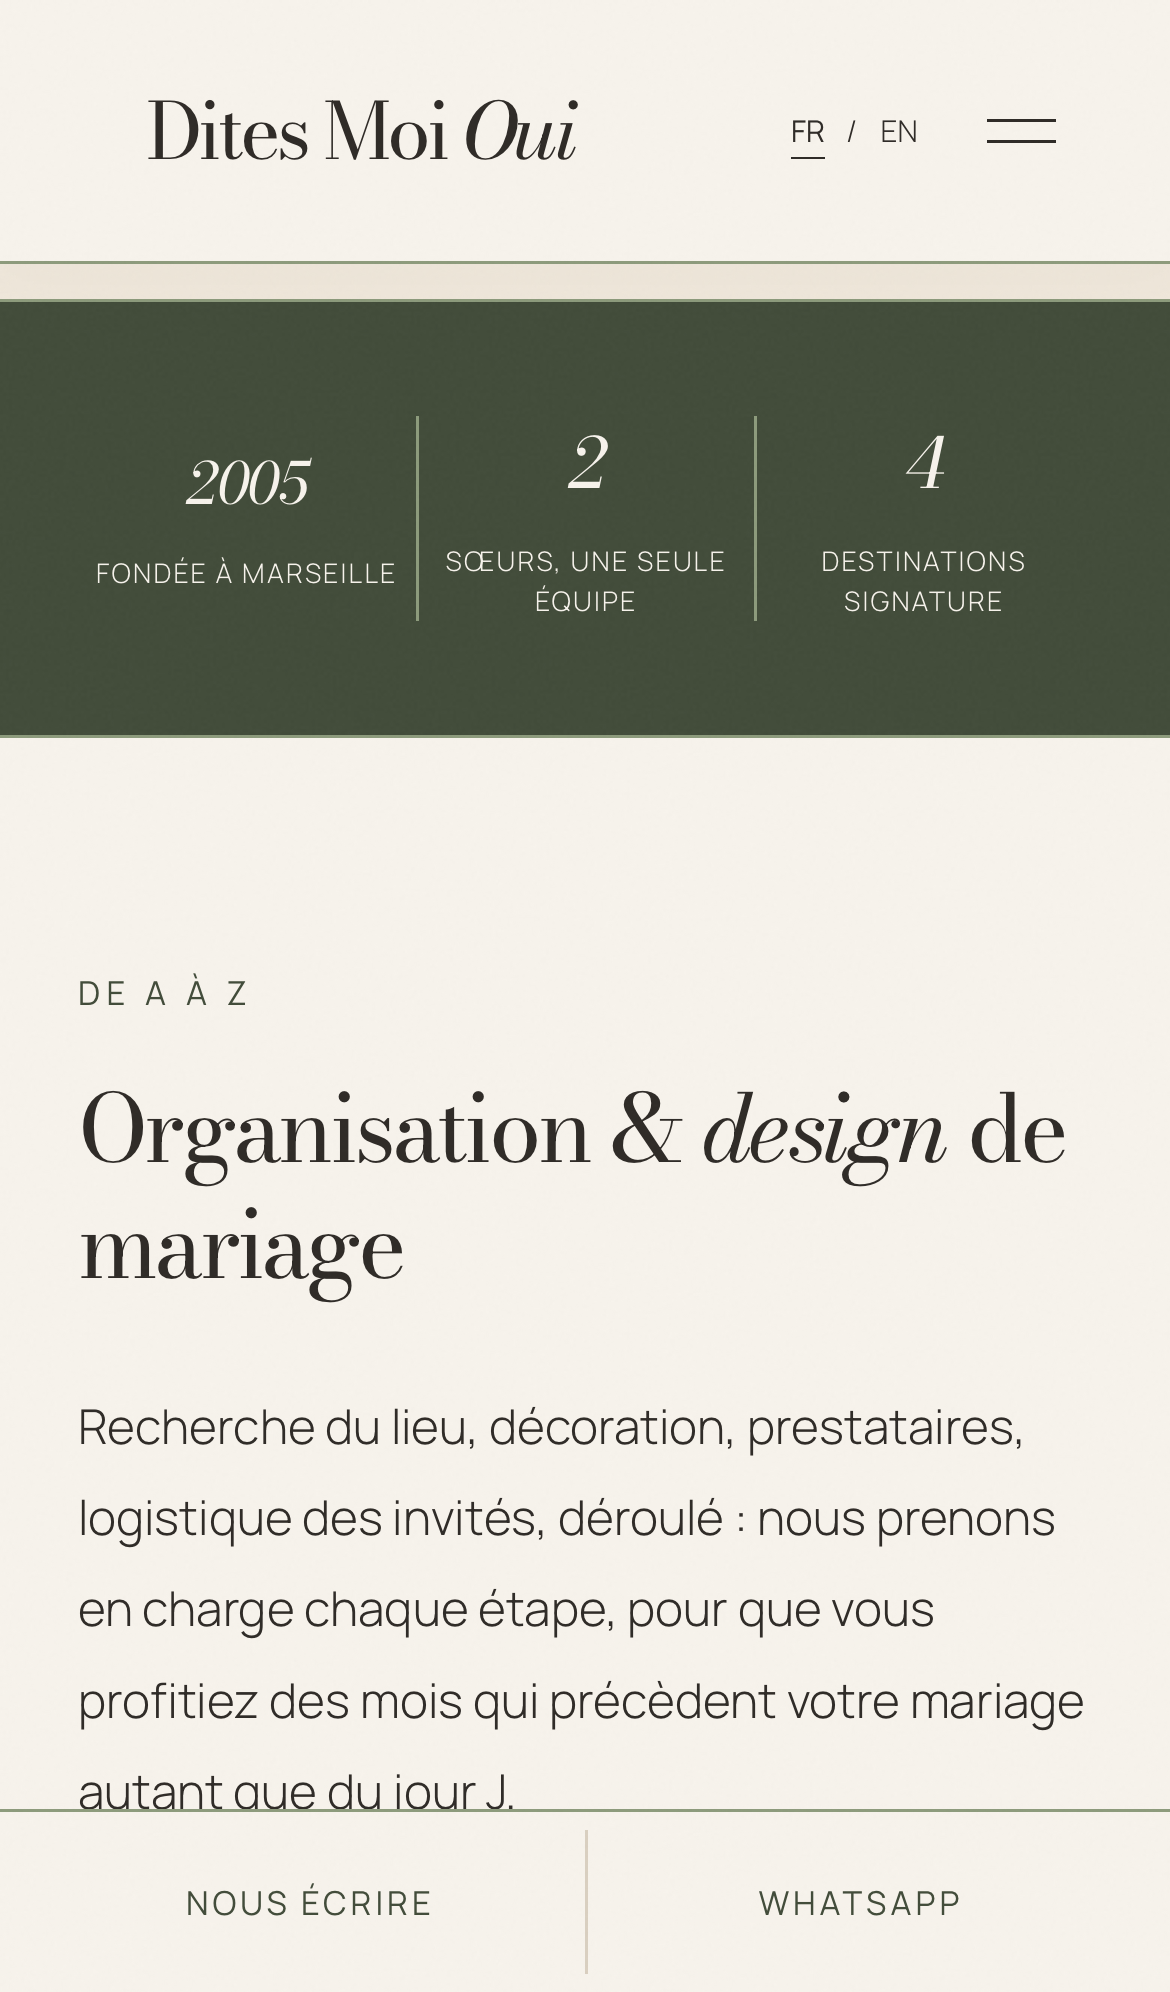 Dites Moi Oui
FR / EN
2005
FONDÉE À MARSEILLE
2
SŒURS, UNE SEULE
ÉQUIPE
4
DESTINATIONS
SIGNATURE
DE A À Z
Organisation & design de
mariage
Recherche du lieu, décoration, prestataires,
logistique des invités, déroulé : nous prenons
en charge chaque étape, pour que vous
profitiez des mois qui précèdent votre mariage
autant que du jour J.
NOUS ÉCRIRE
WHATSAPP